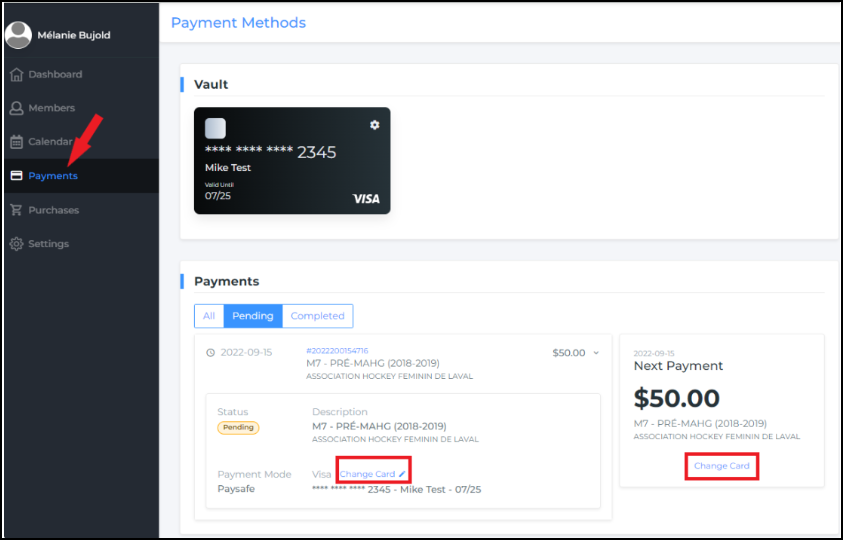 Payment Methods
Mélanie Bujold
Dashboard
Members
Calendar
Payments
Purchases
Settings
Vault
**** **** **** 2345
Mike Test
Valid Until
07/25
VISA
Payments
All Pending Completed
2022-09-15 #2022200154716 $50.00
M7 - PRÉ-MAHG (2018-2019)
ASSOCIATION HOCKEY FEMININ DE LAVAL
Status Description
Pending M7 - PRÉ-MAHG (2018-2019)
ASSOCIATION HOCKEY FEMININ DE LAVAL
Payment Mode Visa Change Card
Paysafe **** **** **** 2345 - Mike Test - 07/25
2022-09-15
Next Payment
$50.00
M7 - PRÉ-MAHG (2018-2019)
ASSOCIATION HOCKEY FEMININ DE LAVAL
Change Card